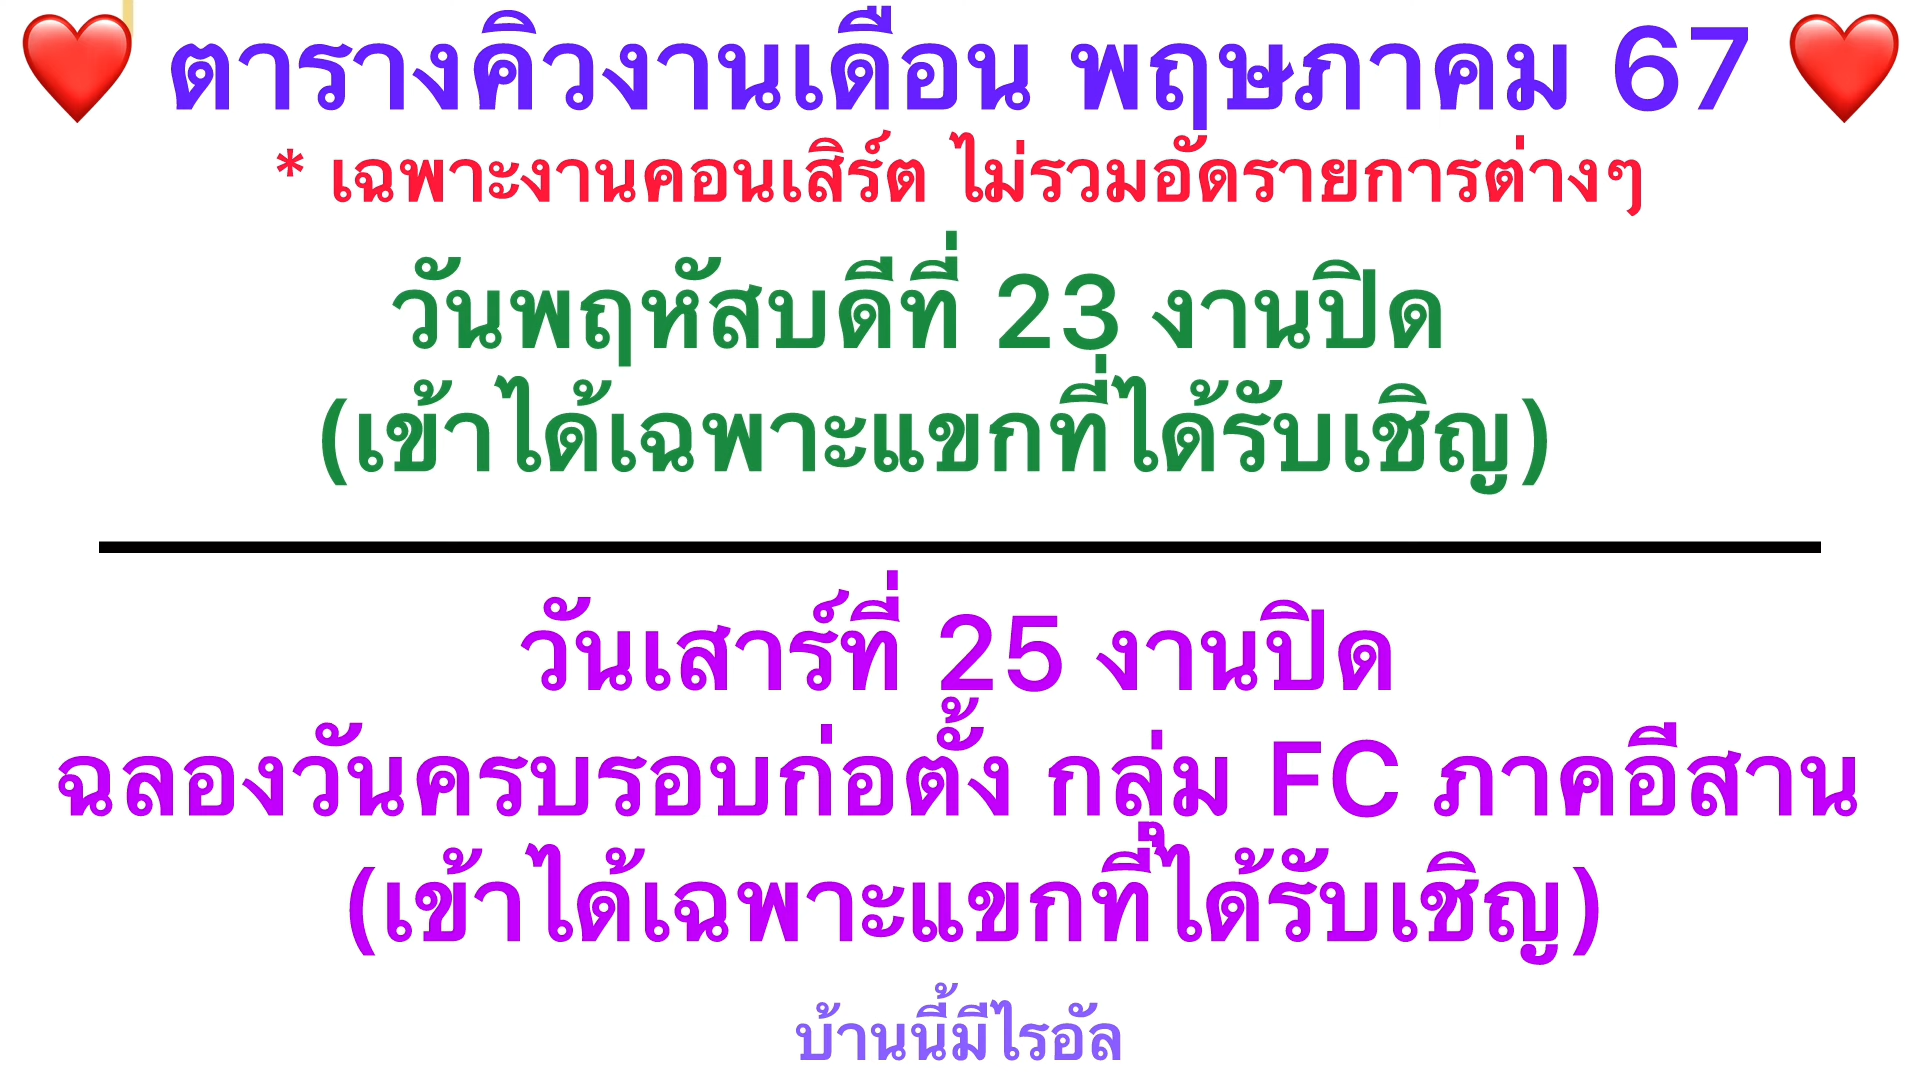 ❤️ ตารางคิวงานเดือน พฤษภาคม 67 ❤️
* เฉพาะงานคอนเสิร์ต ไม่รวมอัดรายการต่างๆ
วันพฤหัสบดีที่ 23 งานปิด
(เข้าได้เฉพาะแขกที่ได้รับเชิญ)
วันเสาร์ที่ 25 งานปิด
ฉลองวันครบรอบก่อตั้ง กลุ่ม FC ภาคอีสาน
(เข้าได้เฉพาะแขกที่ได้รับเชิญ)
บ้านนี้มีไรอัล